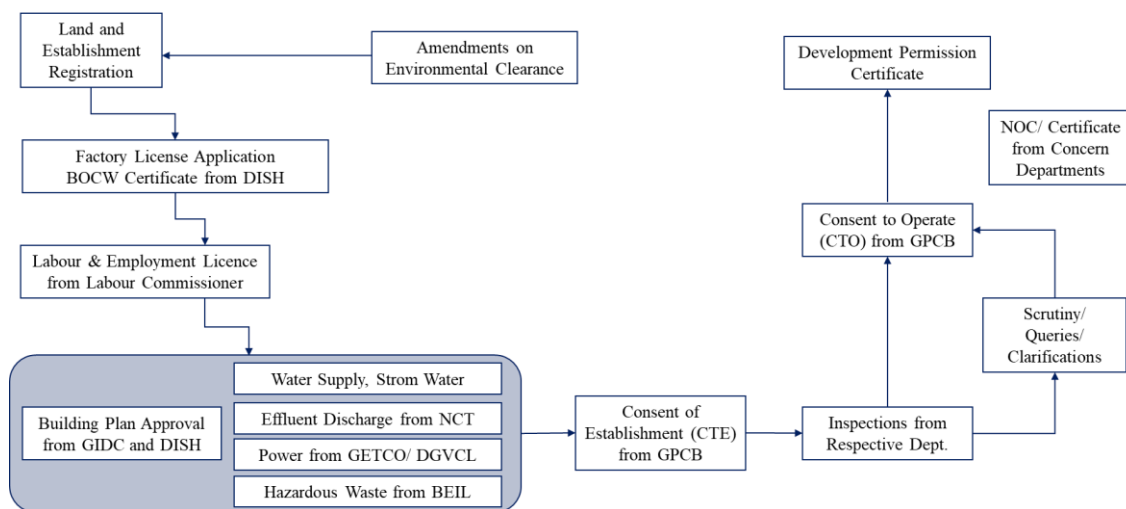 Land and
Establishment
Registration
Amendments on
Environmental Clearance
Factory License Application
BOCW Certificate from DISH
Labour & Employment Licence
from Labour Commissioner
Building Plan Approval
from GIDC and DISH
Water Supply, Strom Water
Effluent Discharge from NCT
Power from GETCO/ DGVCL
Hazardous Waste from BEIL
Consent of
Establishment (CTE)
from GPCB
Inspections from
Respective Dept.
Scrutiny/
Queries/
Clarifications
Consent to Operate
(CTO) from GPCB
Development Permission
Certificate
NOC/ Certificate
from Concern
Departments